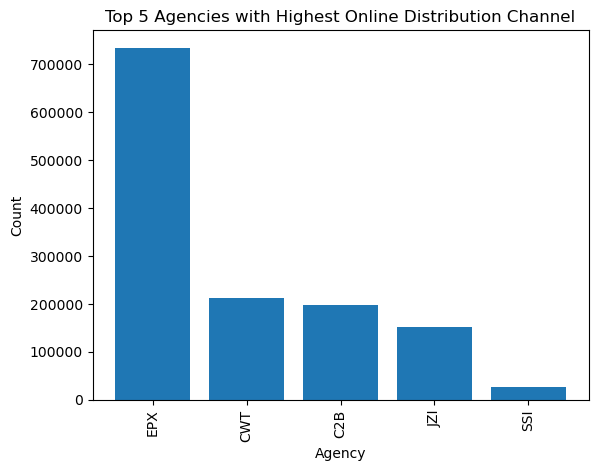 Top 5 Agencies with Highest Online Distribution Channel
700000
600000
500000
400000
300000
200000
100000
0
Count
EPX
CWT
C2B
JZI
SSI
Agency